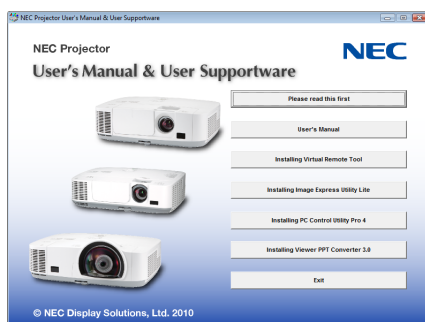 NEC Projector User's Manual & User Supportware
NEC Projector
NEC
User's Manual & User Supportware
Please read this first
User's Manual
Installing Virtual Remote Tool
Installing Image Express Utility Lite
Installing PC Control Utility Pro 4
Installing Viewer PPT Converter 3.0
Exit
© NEC Display Solutions, Ltd. 2010